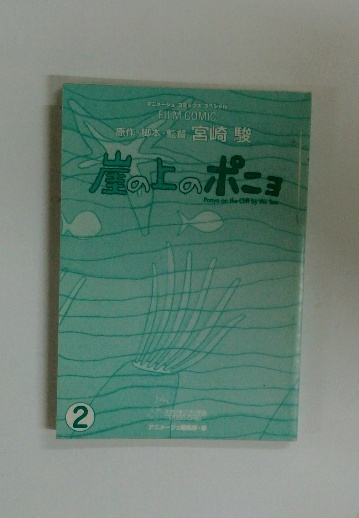 アニメージュ コミックス スペシャル
FILM COMIC
原作・脚本・監督 宮崎 駿
崖の上のポニョ
Ponyo on the Cliff by the Sea
2
アニメージュ編集部・編